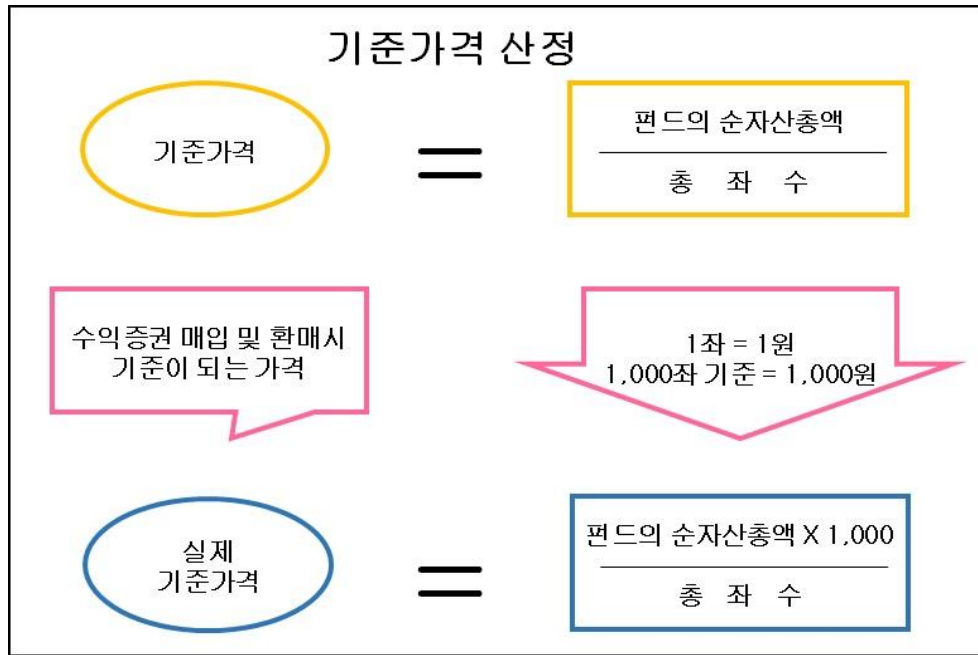 기준가격 산정
기준가격
=
펀드의 순자산총액
총 좌 수
수익증권 매입 및 환매시
기준이 되는 가격
1좌 = 1원
1,000좌 기준 = 1,000원
실제
기준가격
=
펀드의 순자산총액 X 1,000
총 좌 수